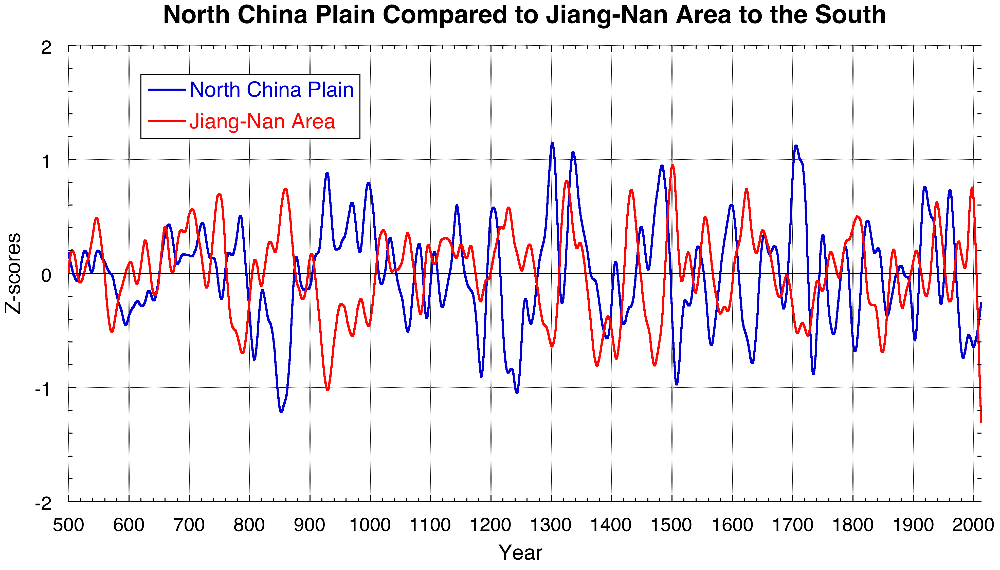 North China Plain Compared to Jiang-Nan Area to the South
2
North China Plain
Jiang-Nan Area
1
0
Z-scores
-1
-2
500 600 700 800 900 1000 1100 1200 1300 1400 1500 1600 1700 1800 1900 2000
Year